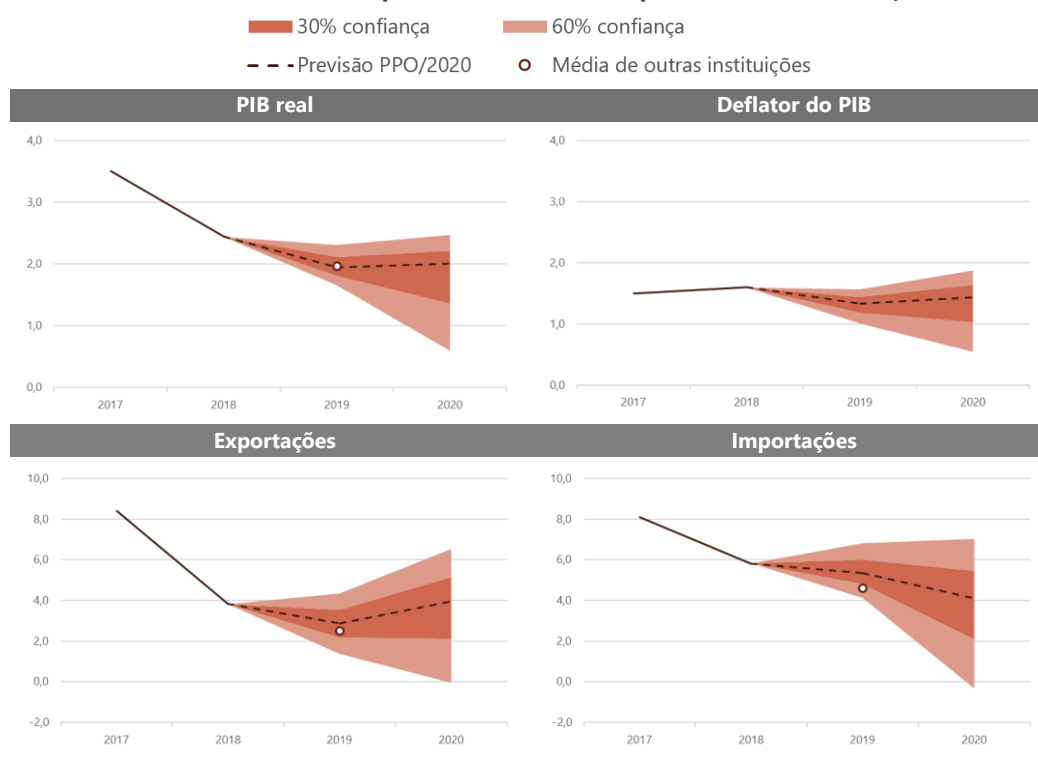 30% confiança 60% confiança
Previsão PPO/2020 Média de outras instituições
PIB real Deflator do PIB
4,0 4,0
3,0 3,0
2,0 2,0
1,0 1,0
0,0 0,0
2017 2018 2019 2020 2017 2018 2019 2020
Exportações Importações
10,0 10,0
8,0 8,0
6,0 6,0
4,0 4,0
2,0 2,0
0,0 0,0
-2,0 -2,0
2017 2018 2019 2020 2017 2018 2019 2020